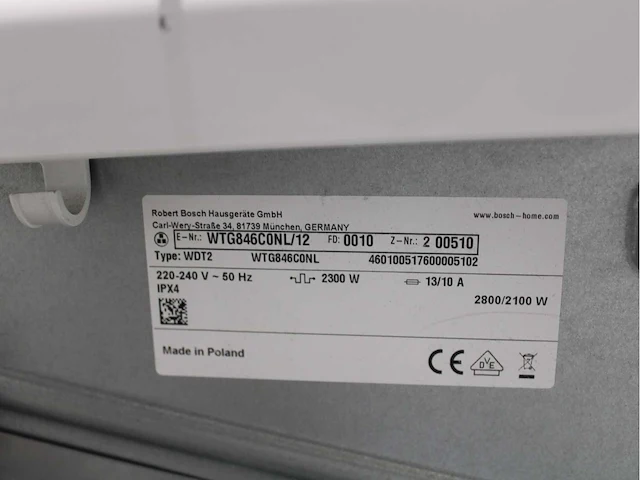 Robert Bosch Hausgeräte GmbH
www.bosch-home.com
Carl-Wery-Straße 34, 81739 München, GERMANY
E-Nr.: WTG846C0NL/12 FD: 0010 Z-Nr.: 2 00510
Type: WDT2 WTG846C0NL 460100517600005102
220-240 V ~ 50 Hz 2300 W 13/10 A
IPX4
2800/2100 W
Made in Poland
CE
DVE